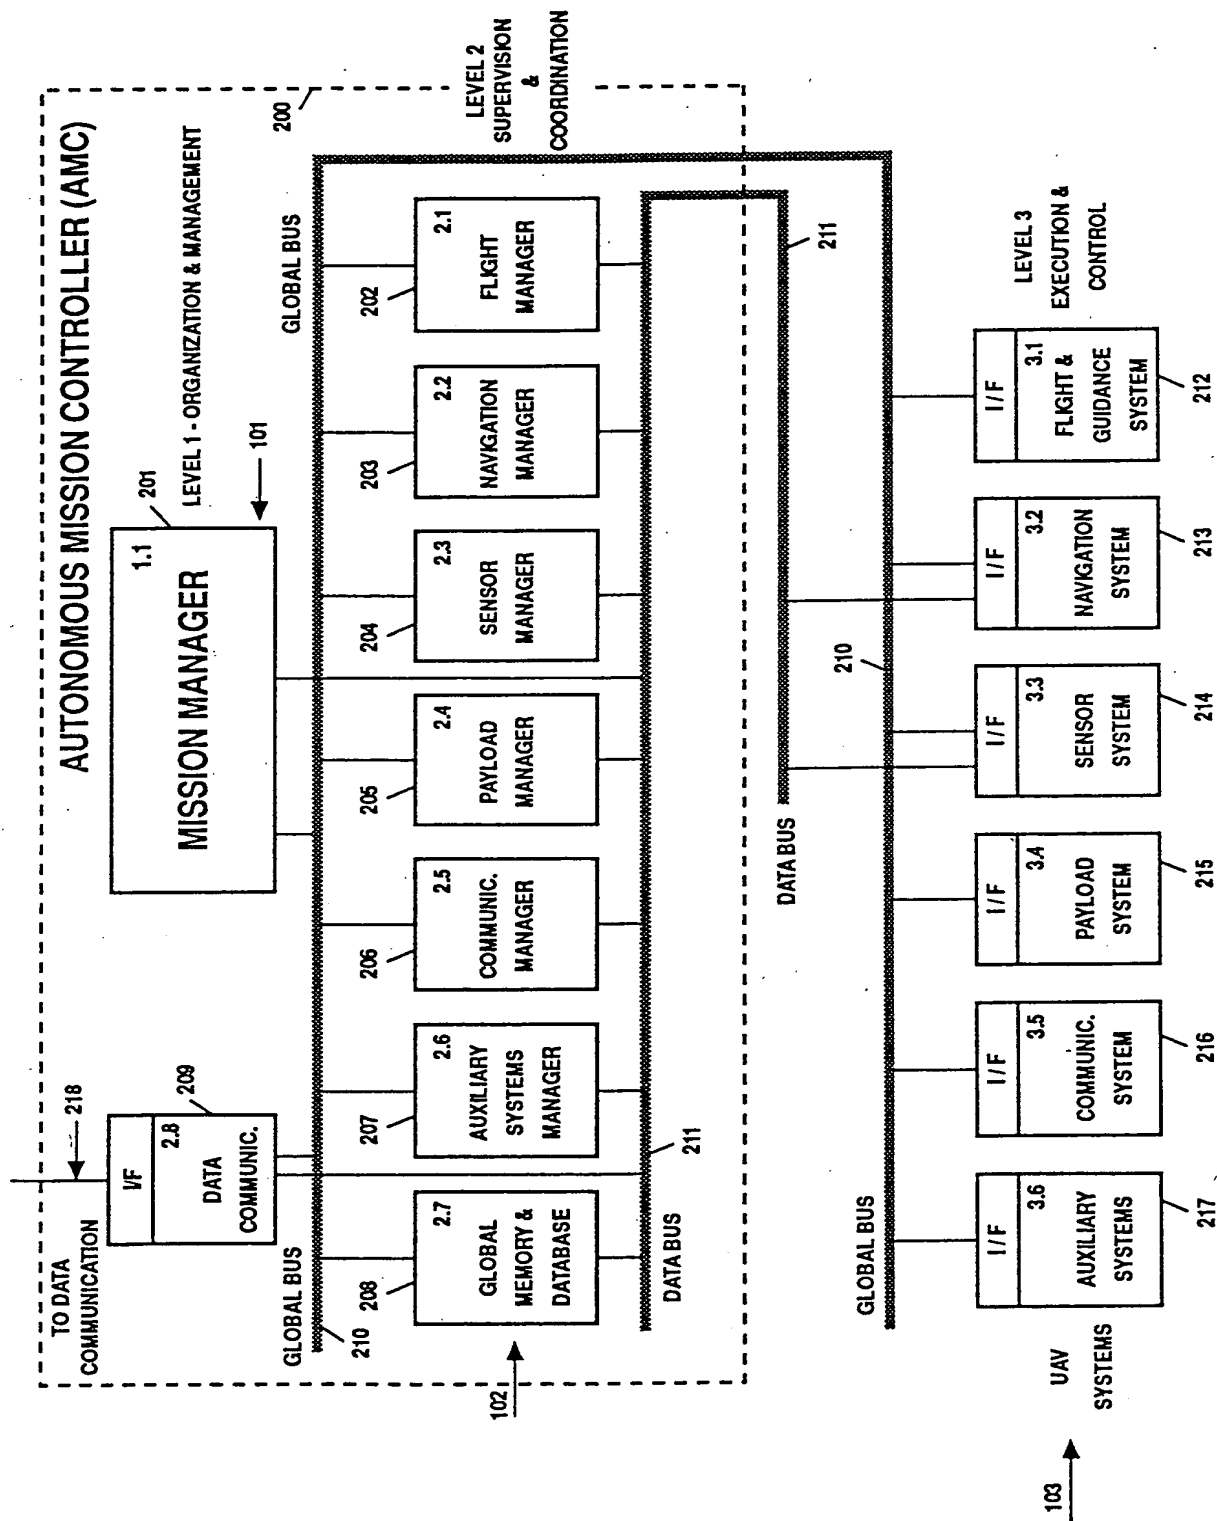 AUTONOMOUS MISSION CONTROLLER (AMC)
TO DATA
COMMUNICATION
218
I/F
2.8
DATA
COMMUNIC.
209
1.1
MISSION MANAGER
201
LEVEL 1 - ORGANIZATION & MANAGEMENT
101
200
GLOBAL BUS
210
GLOBAL BUS
LEVEL 2
SUPERVISION
&
COORDINATION
102
208
2.7
GLOBAL
MEMORY &
DATABASE
207
2.6
AUXILIARY
SYSTEMS
MANAGER
206
2.5
COMMUNIC.
MANAGER
205
2.4
PAYLOAD
MANAGER
204
2.3
SENSOR
MANAGER
203
2.2
NAVIGATION
MANAGER
202
2.1
FLIGHT
MANAGER
DATA BUS
211
DATA BUS
211
GLOBAL BUS
210
103
UAV
SYSTEMS
I/F
3.6
AUXILIARY
SYSTEMS
217
I/F
3.5
COMMUNIC.
SYSTEM
216
I/F
3.4
PAYLOAD
SYSTEM
215
I/F
3.3
SENSOR
SYSTEM
214
I/F
3.2
NAVIGATION
SYSTEM
213
I/F
3.1
FLIGHT &
GUIDANCE
SYSTEM
212
LEVEL 3
EXECUTION &
CONTROL